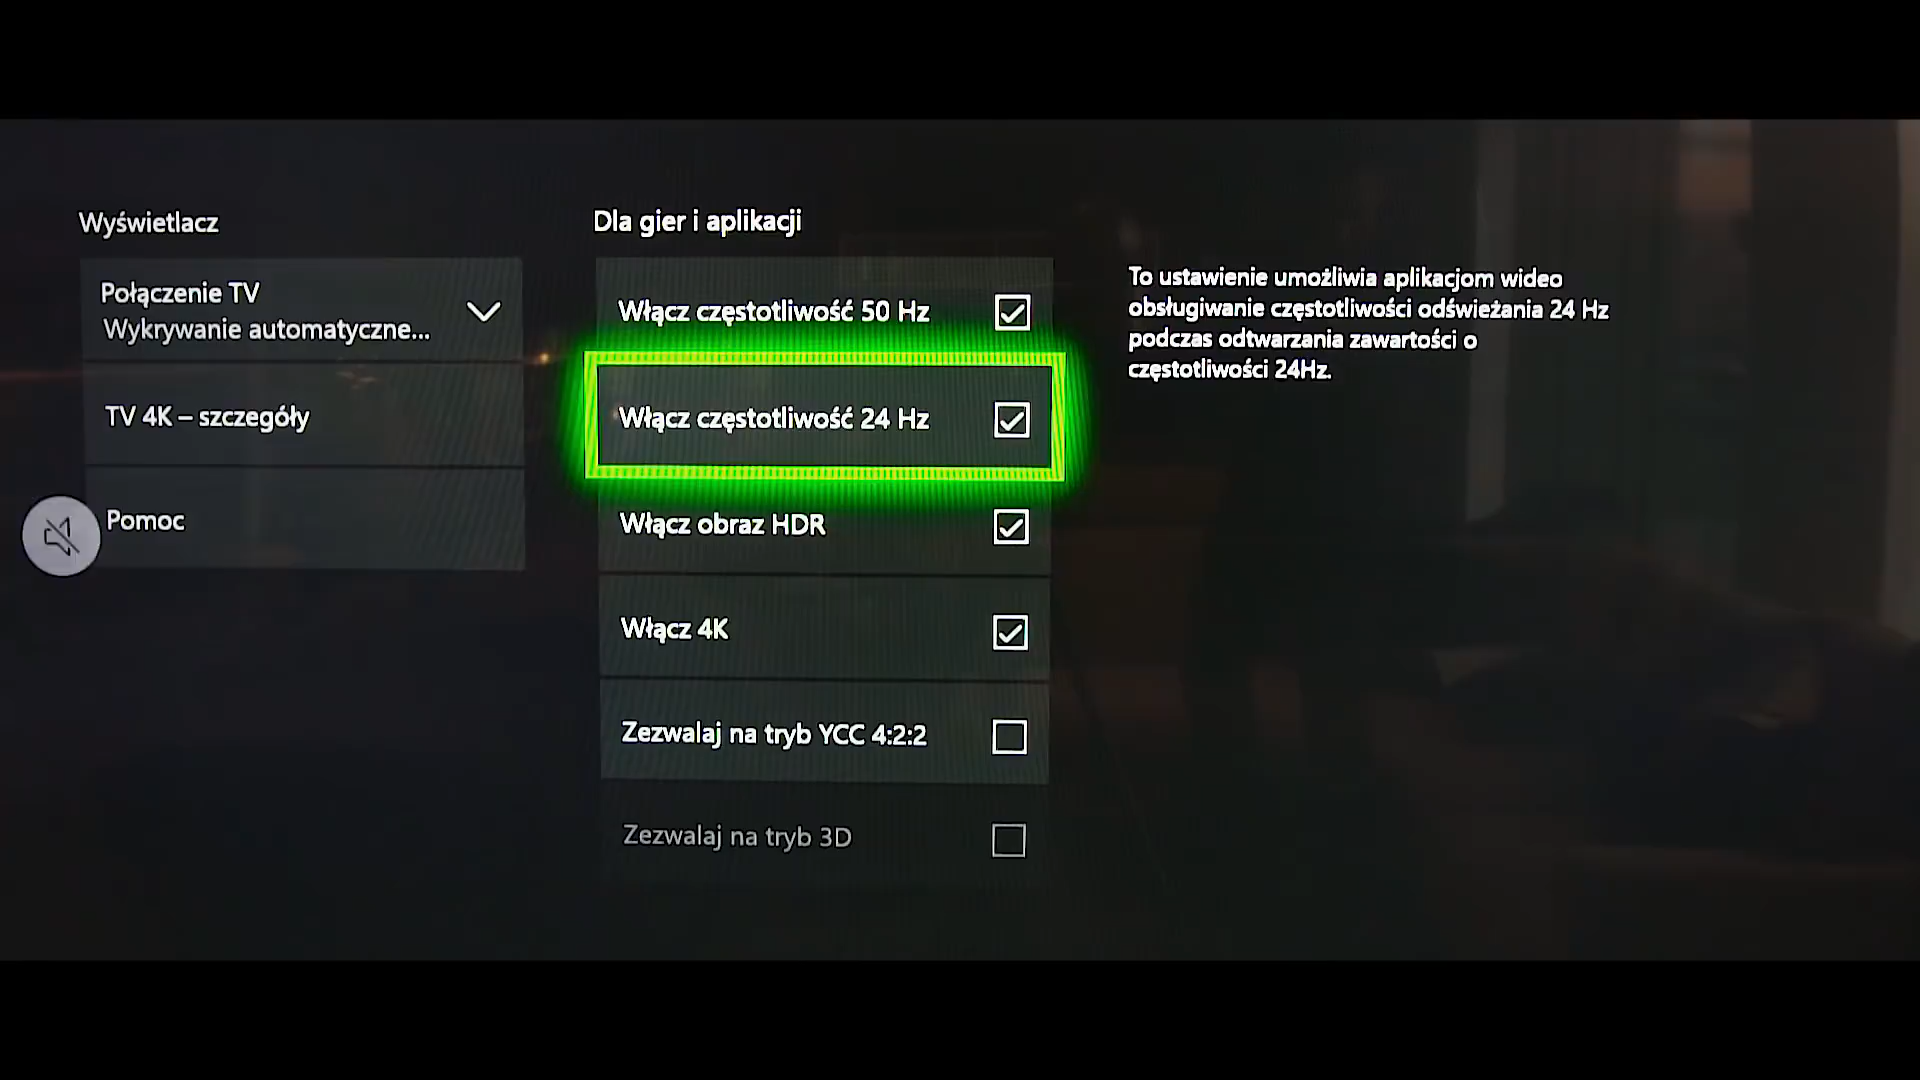 Wyświetlacz
Połączenie TV
Wykrywanie automatyczne...
TV 4K – szczegóły
Pomoc
Dla gier i aplikacji
Włącz częstotliwość 50 Hz
Włącz częstotliwość 24 Hz
Włącz obraz HDR
Włącz 4K
Zezwalaj na tryb YCC 4:2:2
Zezwalaj na tryb 3D
To ustawienie umożliwia aplikacjom wideo
obsługiwanie częstotliwości odświeżania 24 Hz
podczas odtwarzania zawartości o
częstotliwości 24Hz.